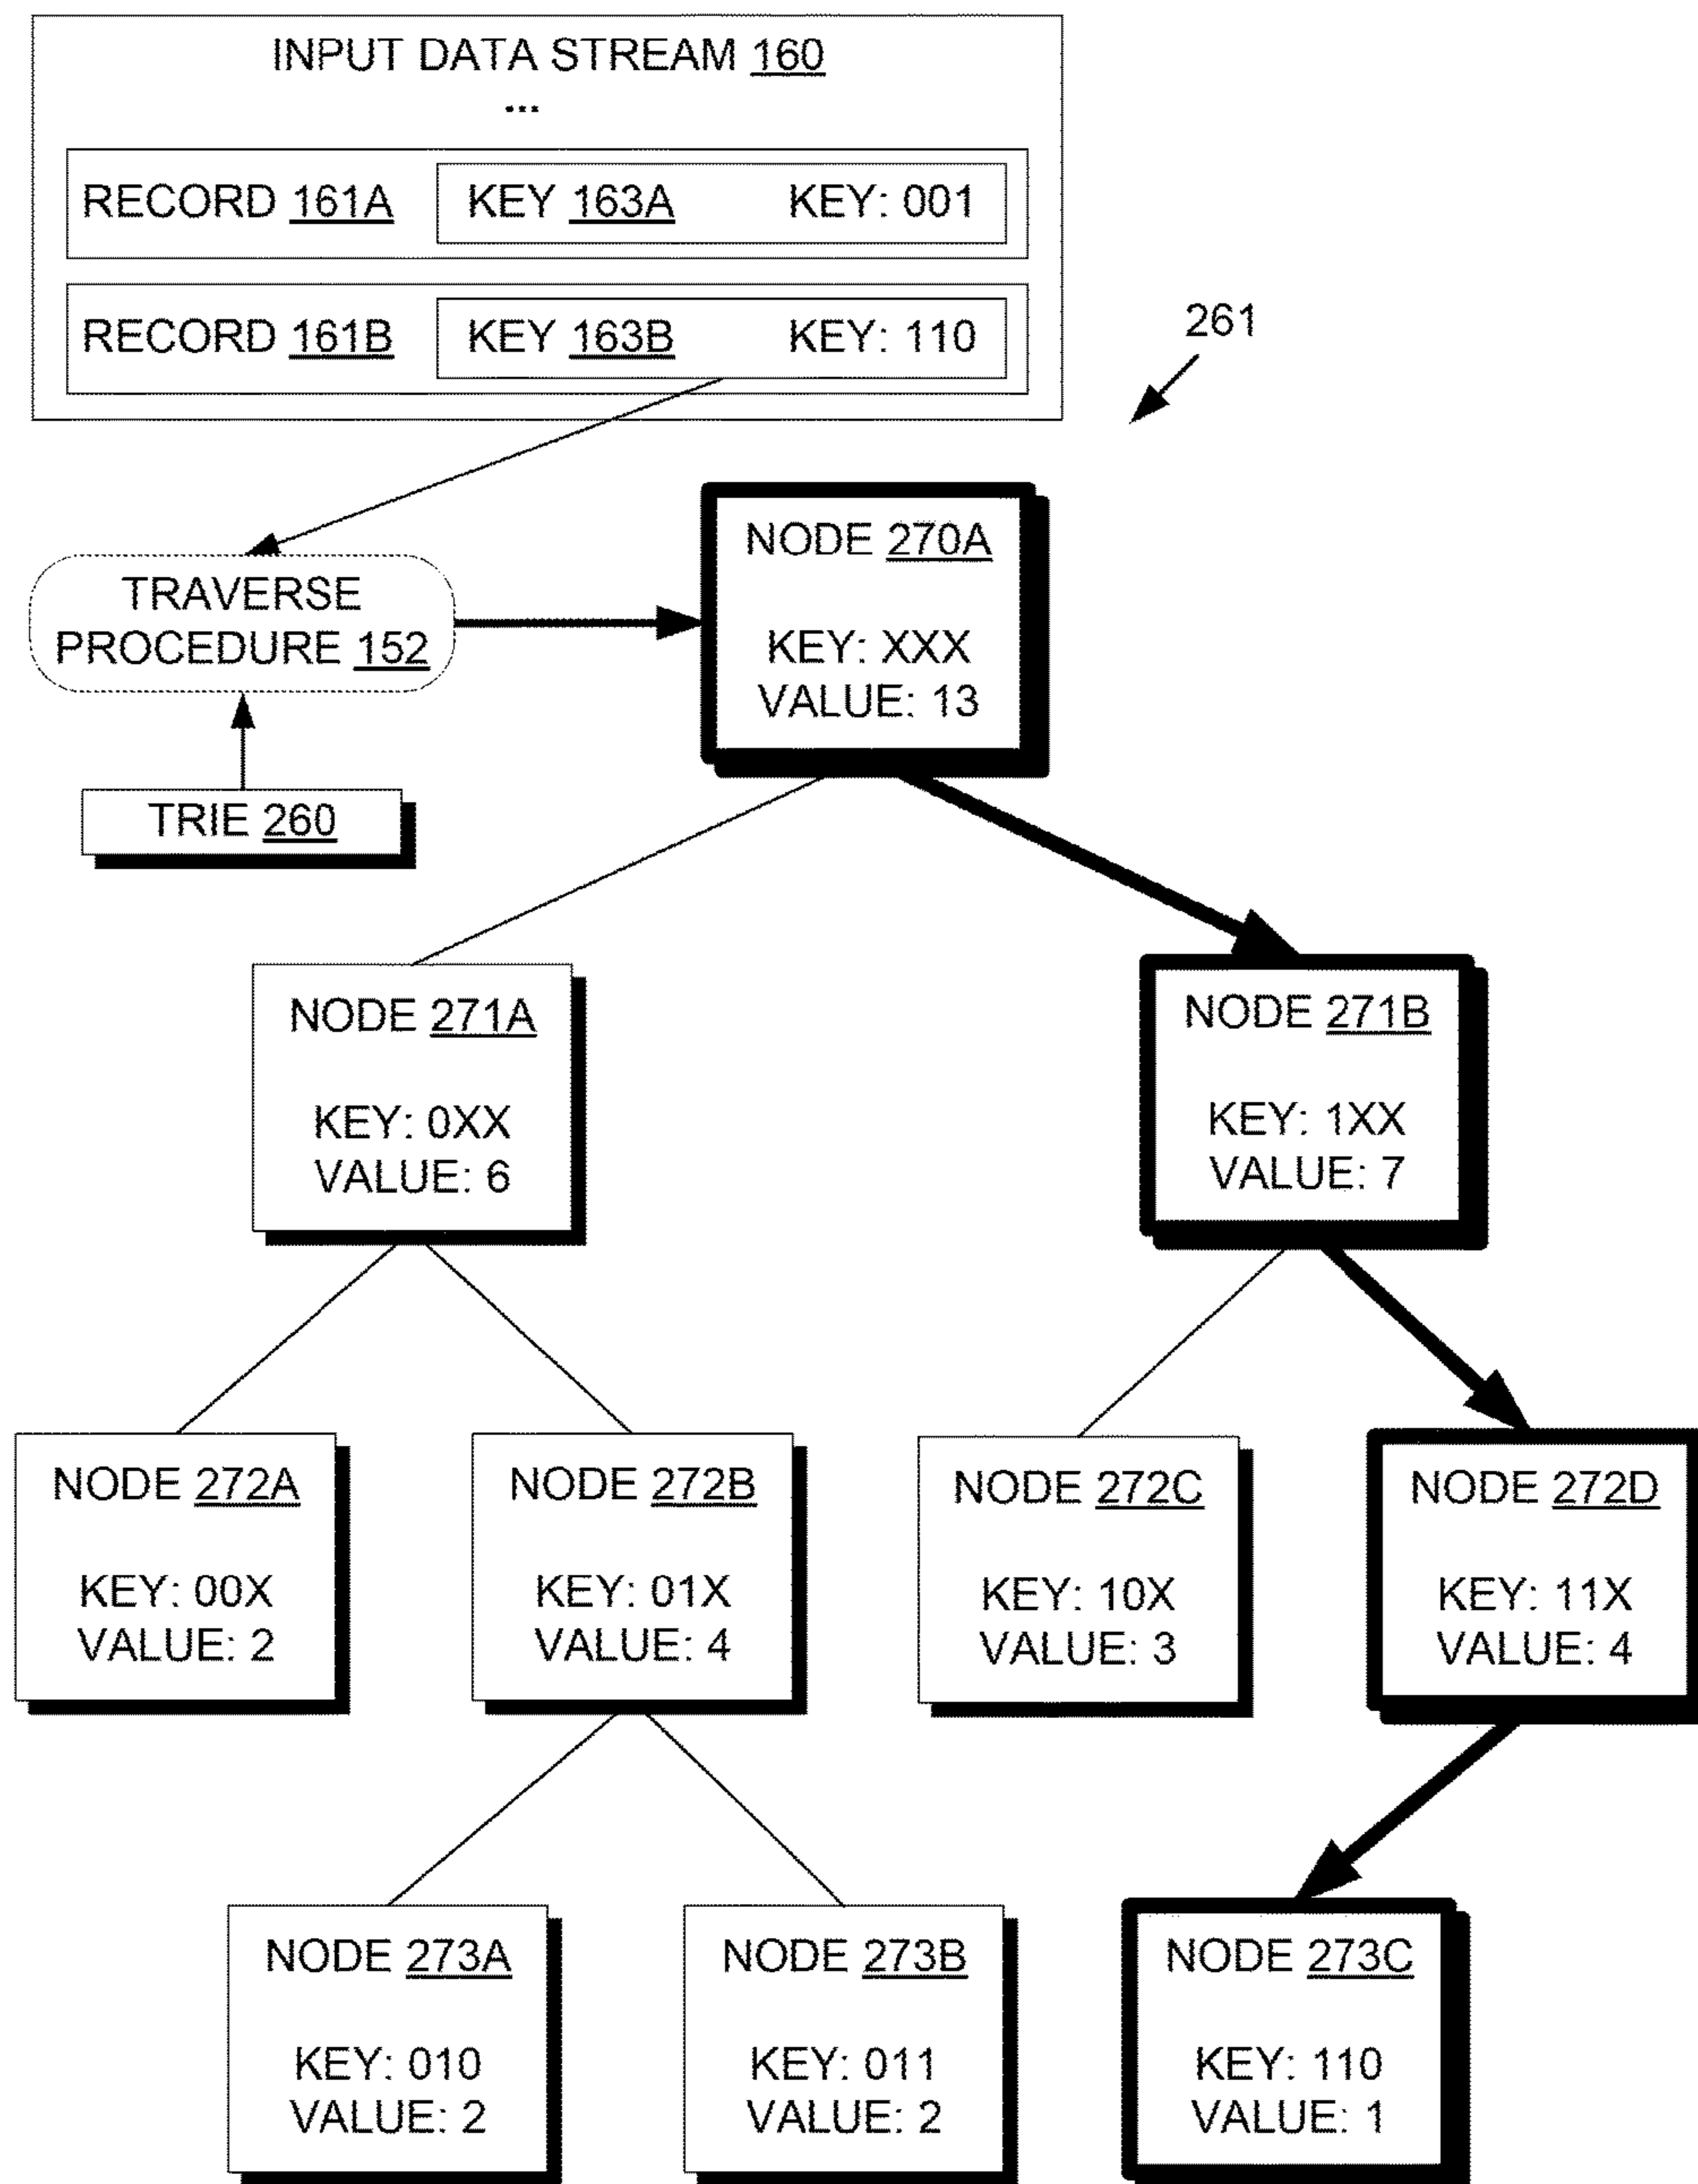 INPUT DATA STREAM 160
...
RECORD 161A KEY 163A KEY: 001
RECORD 161B KEY 163B KEY: 110
261
NODE 270A
KEY: XXX
VALUE: 13
TRAVERSE
PROCEDURE 152
TRIE 260
NODE 271A
KEY: 0XX
VALUE: 6
NODE 271B
KEY: 1XX
VALUE: 7
NODE 272A
KEY: 00X
VALUE: 2
NODE 272B
KEY: 01X
VALUE: 4
NODE 272C
KEY: 10X
VALUE: 3
NODE 272D
KEY: 11X
VALUE: 4
NODE 273A
KEY: 010
VALUE: 2
NODE 273B
KEY: 011
VALUE: 2
NODE 273C
KEY: 110
VALUE: 1